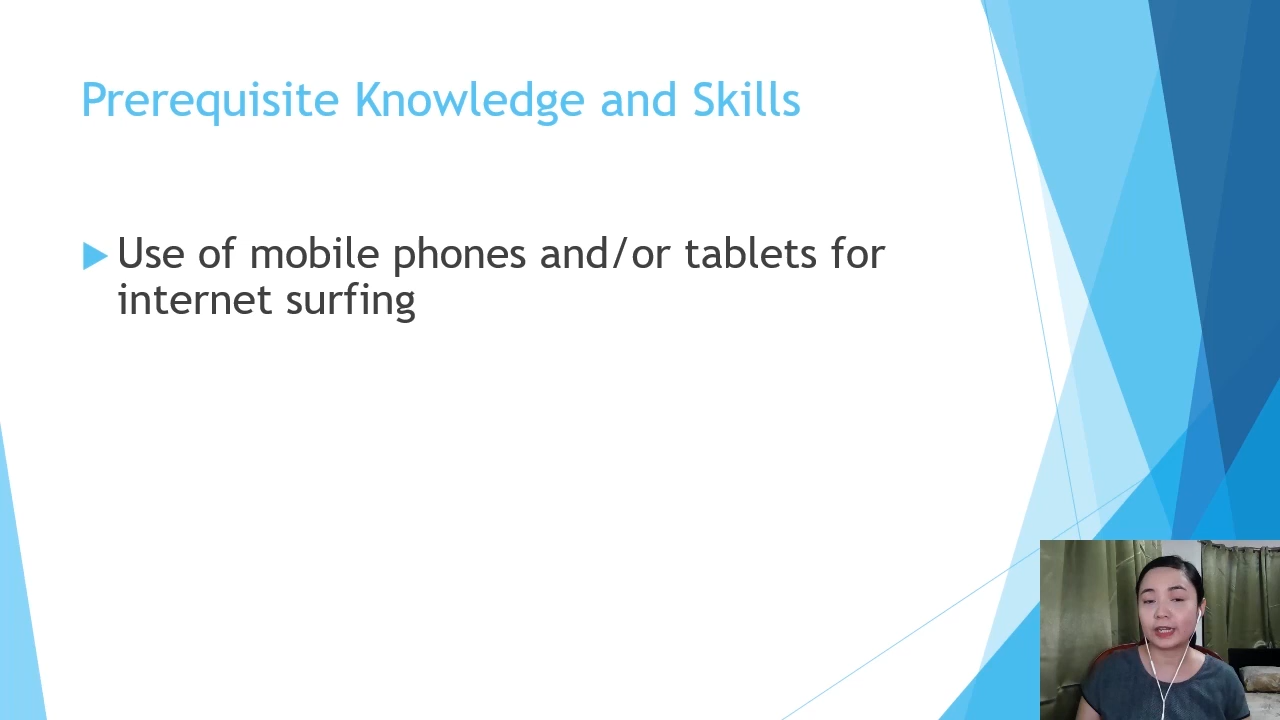 Prerequisite Knowledge and Skills
Use of mobile phones and/or tablets for
internet surfing